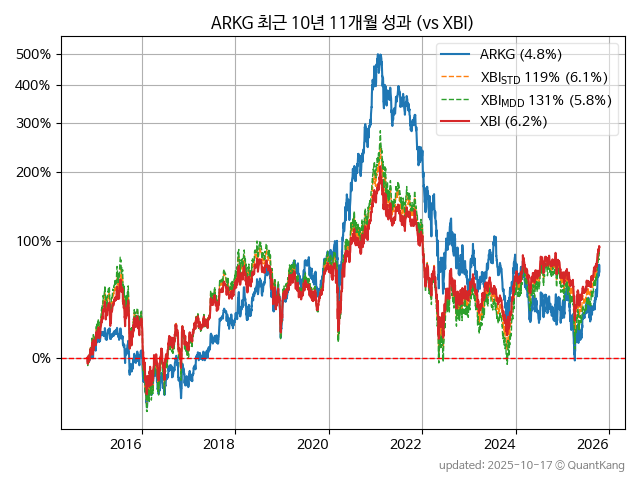 ARKG 최근 10년 11개월 성과 (vs XBI)
500%
400%
300%
200%
100%
0%
ARKG (4.8%)
XBI_STD 119% (6.1%)
XBI_MDD 131% (5.8%)
XBI (6.2%)
2016 2018 2020 2022 2024 2026
updated: 2025-10-17 © QuantKang